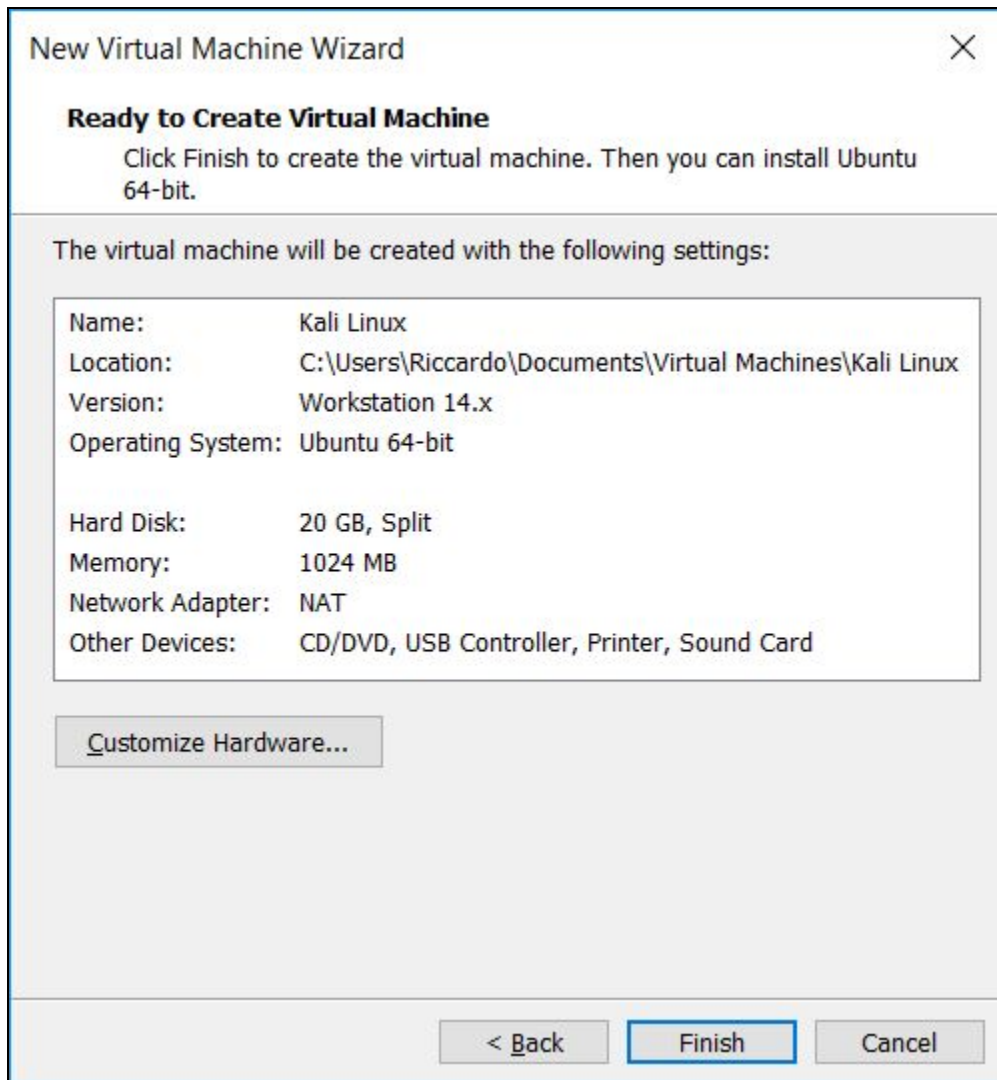 New Virtual Machine Wizard
Ready to Create Virtual Machine
Click Finish to create the virtual machine. Then you can install Ubuntu
64-bit.
The virtual machine will be created with the following settings:
Name: Kali Linux
Location: C:\Users\Riccardo\Documents\Virtual Machines\Kali Linux
Version: Workstation 14.x
Operating System: Ubuntu 64-bit
Hard Disk: 20 GB, Split
Memory: 1024 MB
Network Adapter: NAT
Other Devices: CD/DVD, USB Controller, Printer, Sound Card
Customize Hardware...
< Back Finish Cancel